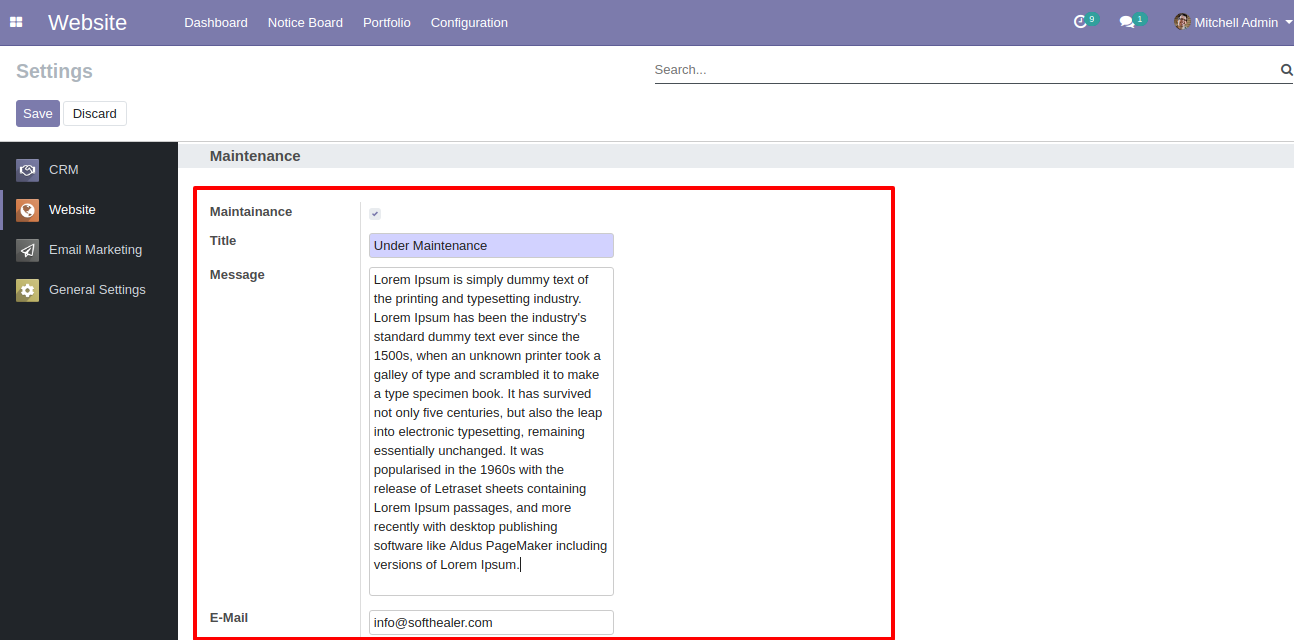 Website Dashboard Notice Board Portfolio Configuration 9 1 Mitchell Admin
Settings
Search...
Save Discard
CRM
Website
Email Marketing
General Settings
Maintenance
Maintainance
Title
Under Maintenance
Message
Lorem Ipsum is simply dummy text of
the printing and typesetting industry.
Lorem Ipsum has been the industry's
standard dummy text ever since the
1500s, when an unknown printer took a
galley of type and scrambled it to make
a type specimen book. It has survived
not only five centuries, but also the leap
into electronic typesetting, remaining
essentially unchanged. It was
popularised in the 1960s with the
release of Letraset sheets containing
Lorem Ipsum passages, and more
recently with desktop publishing
software like Aldus PageMaker including
versions of Lorem Ipsum.
E-Mail
info@softhealer.com